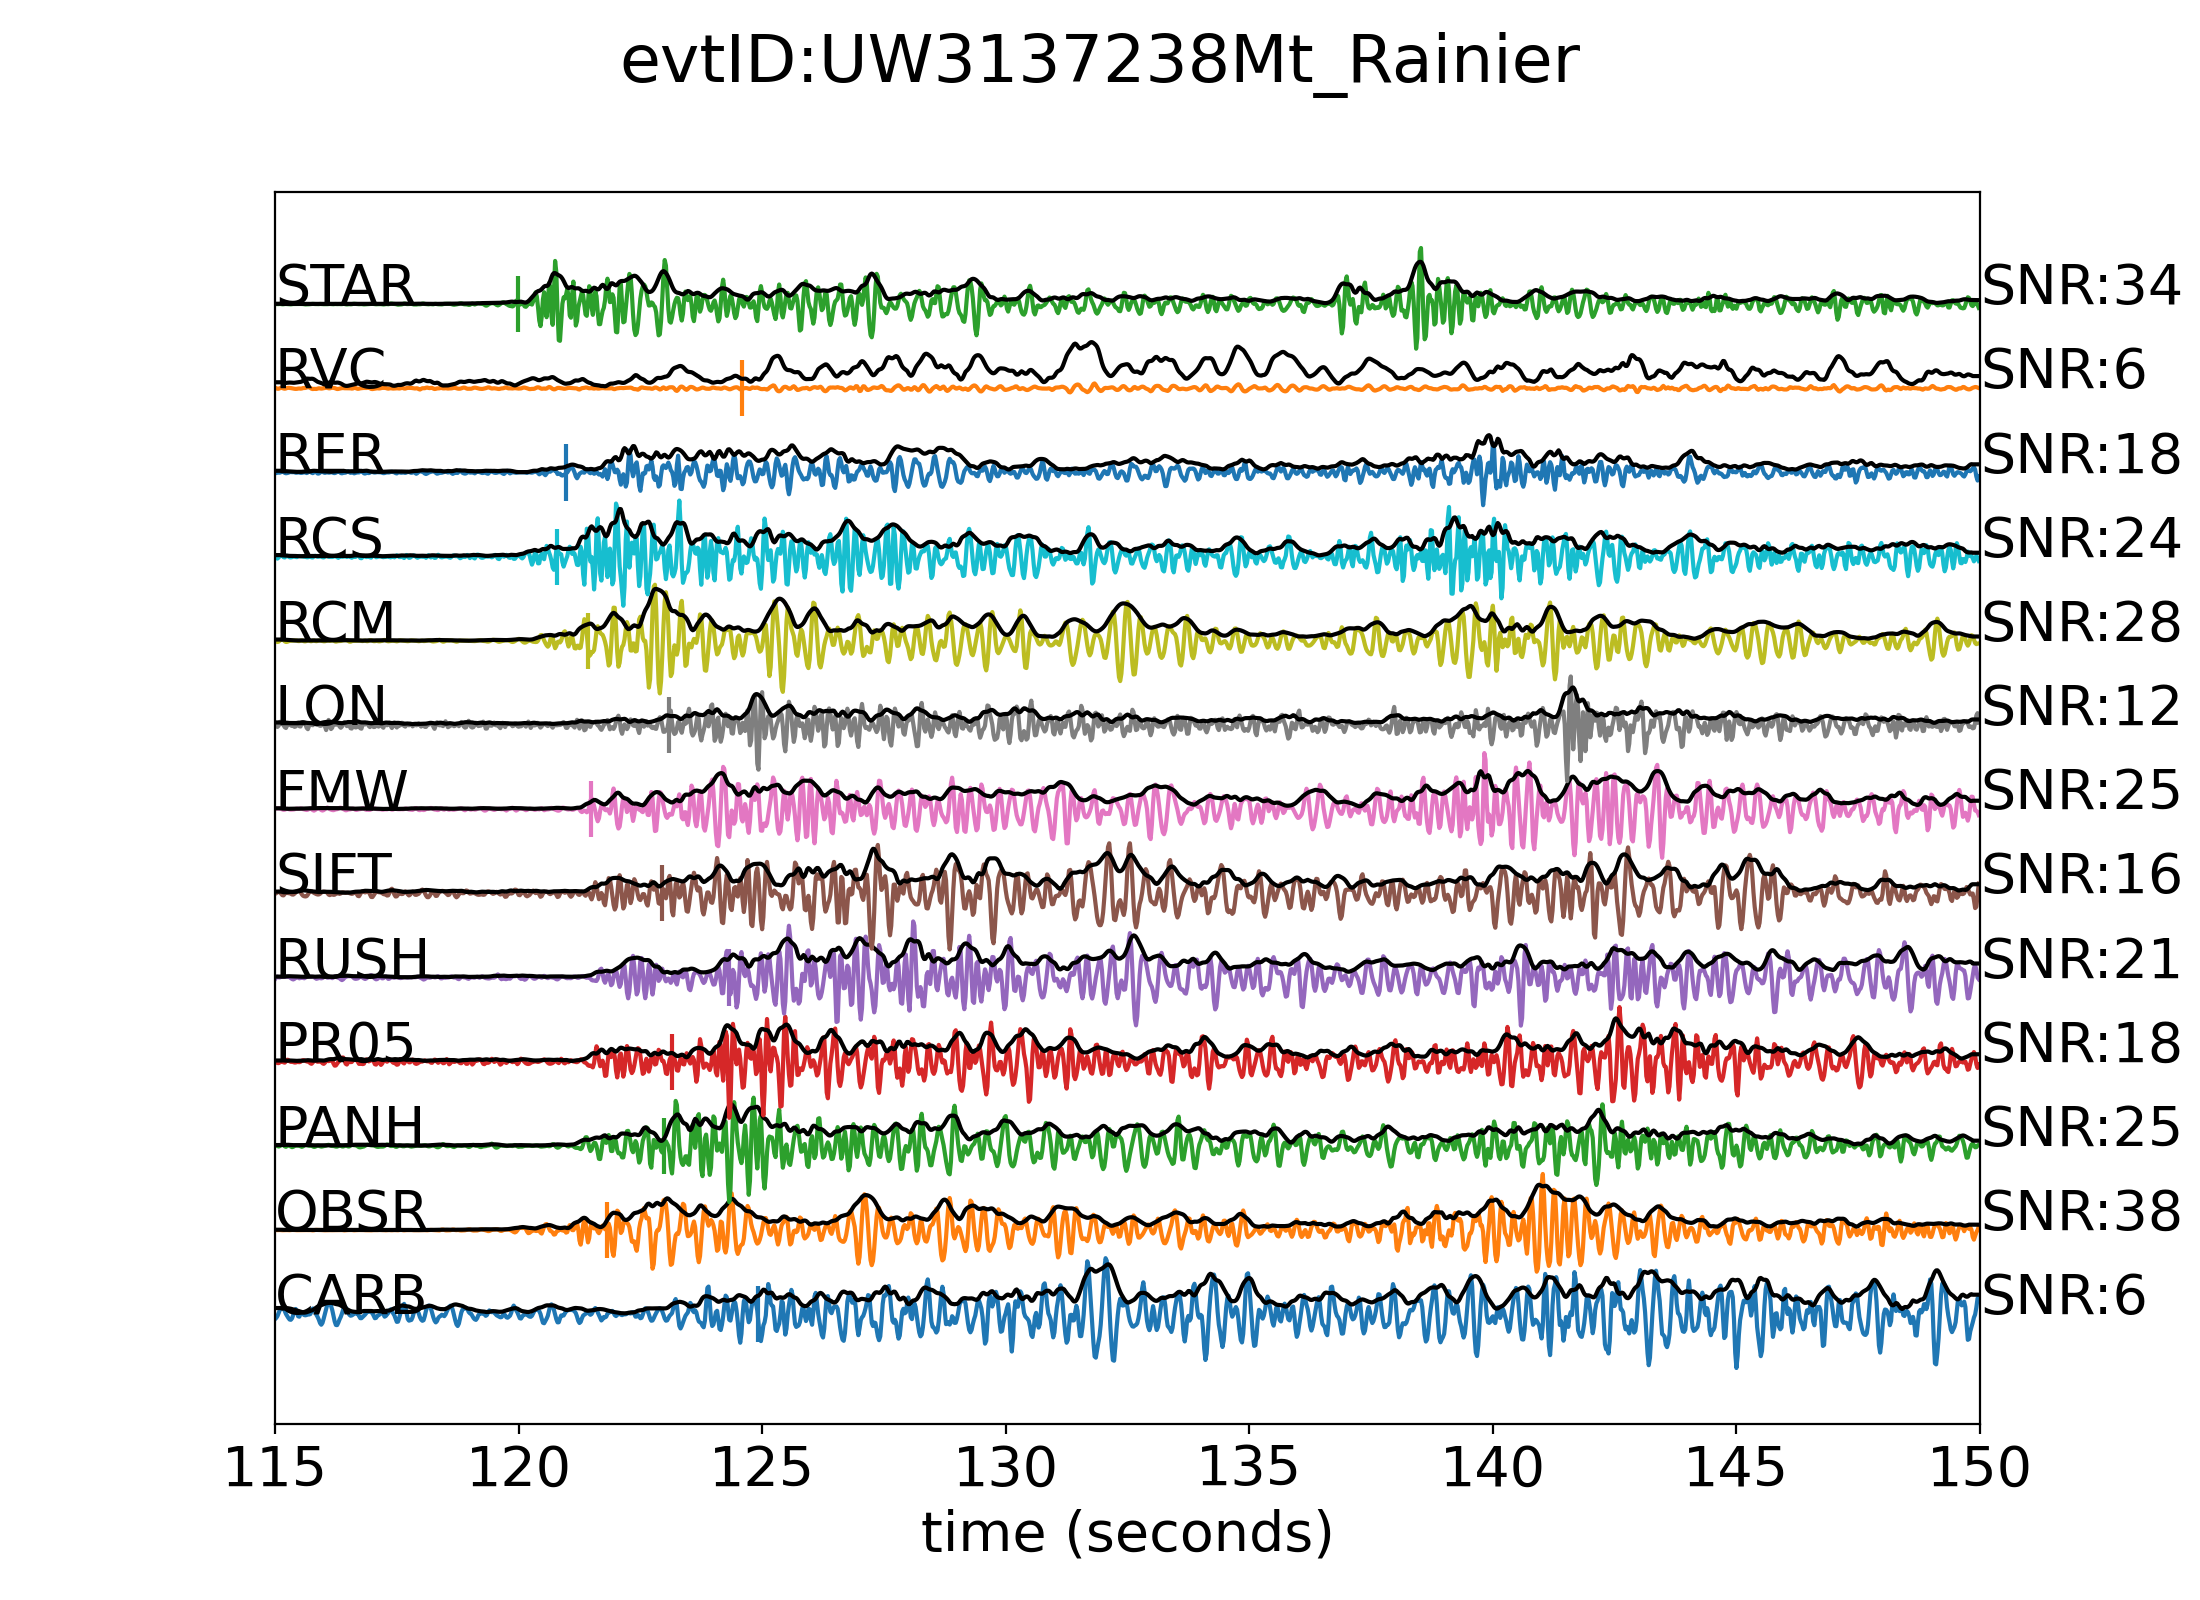 evtID:UW3137238Mt_Rainier
STAR SNR:34
RVC SNR:6
RER SNR:18
RCS SNR:24
RCM SNR:28
LON SNR:12
FMW SNR:25
SIFT SNR:16
RUSH SNR:21
PR05 SNR:18
PANH SNR:25
OBSR SNR:38
CARB SNR:6
115 120 125 130 135 140 145 150
time (seconds)